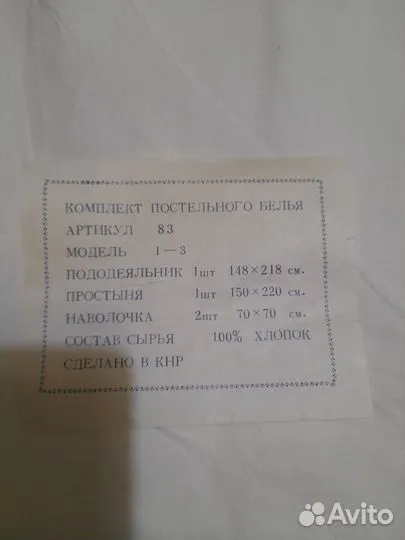 КОМПЛЕКТ ПОСТЕЛЬНОГО БЕЛЬЯ
АРТИКУЛ 83
МОДЕЛЬ 1—3
ПОДОДЕЯЛЬНИК 1шт 148×218 см.
ПРОСТЫНЯ 1шт 150×220 см.
НАВОЛОЧКА 2шт 70×70 см.
СОСТАВ СЫРЬЯ 100% ХЛОПОК
СДЕЛАНО В КНР
Avito